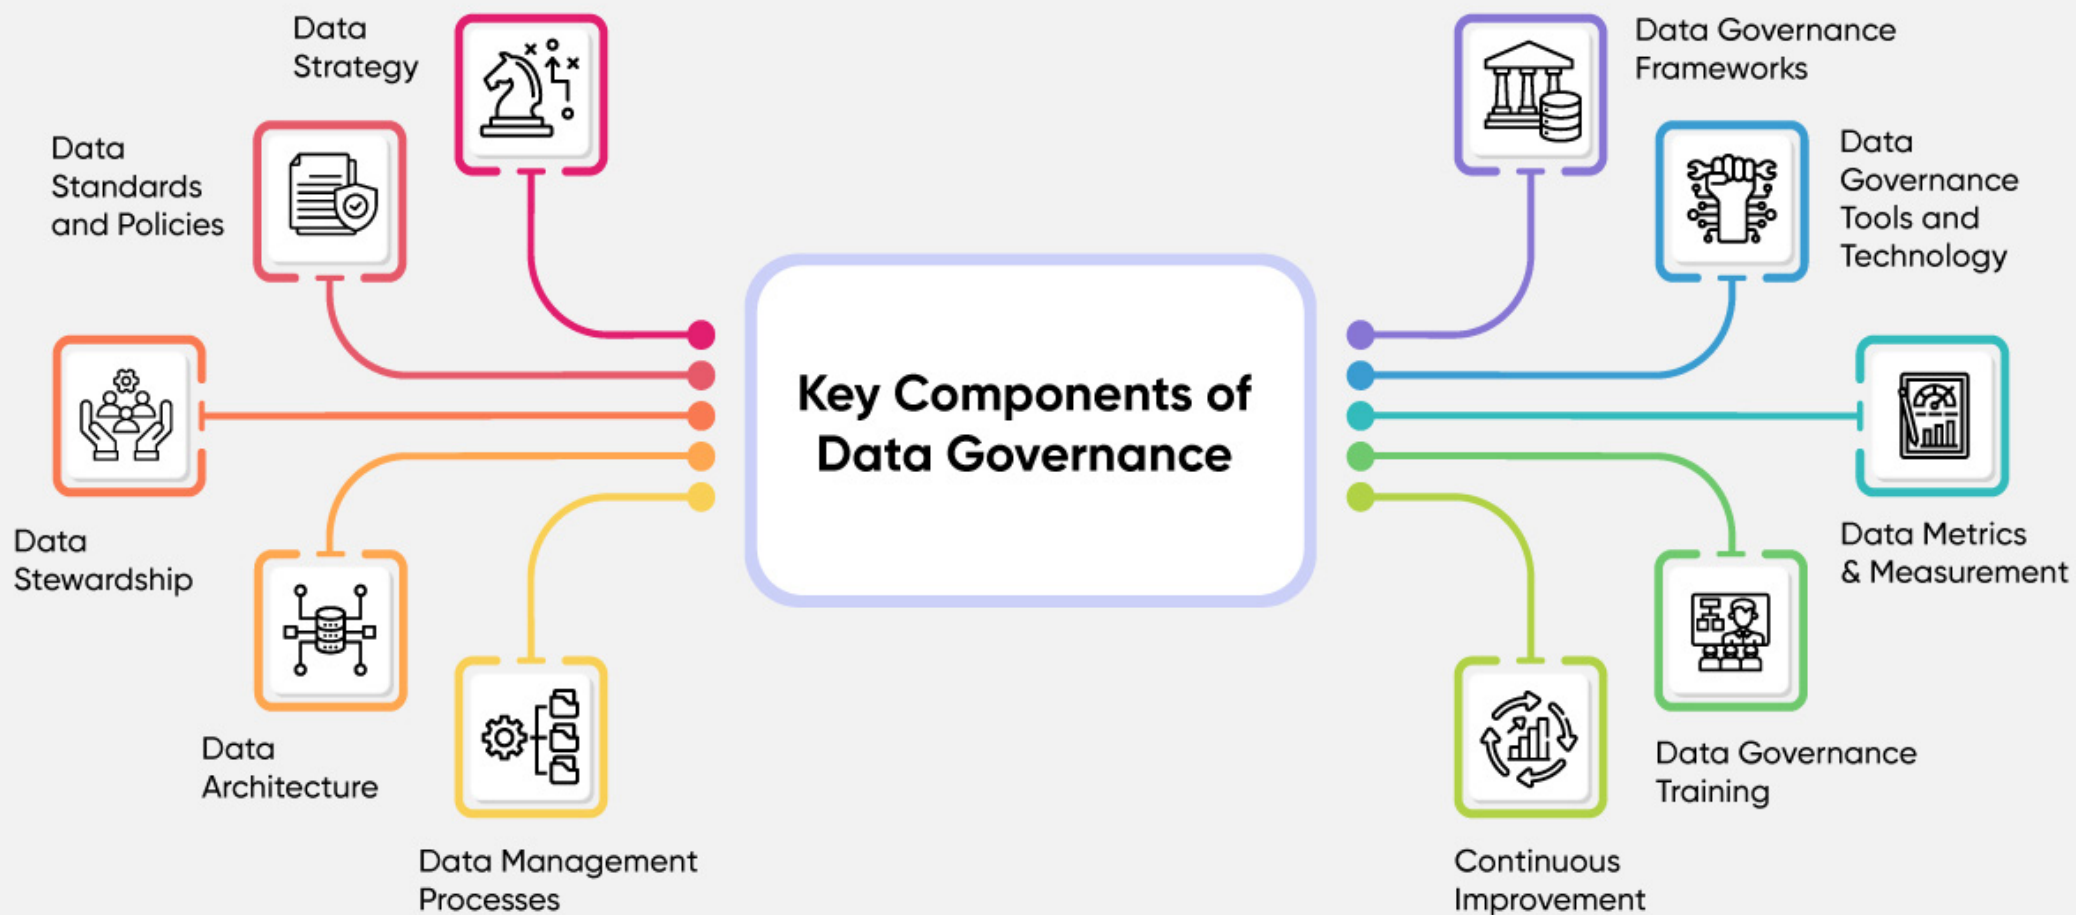 Data
Strategy
Data
Standards
and Policies
Data
Stewardship
Data
Architecture
Data Management
Processes
Key Components of
Data Governance
Data Governance
Frameworks
Data
Governance
Tools and
Technology
Data Metrics
& Measurement
Data Governance
Training
Continuous
Improvement